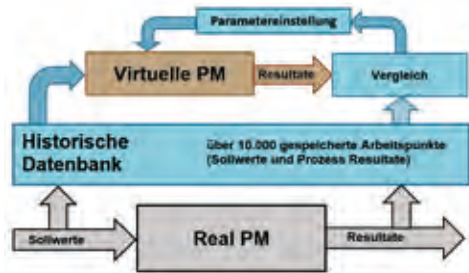 Parametereinstellung
Virtuelle PM
Resultate
Vergleich
Historische
Datenbank
über 10.000 gespeicherte Arbeitspunkte
(Sollwerte und Prozess Resultate)
Sollwerte
Real PM
Resultate